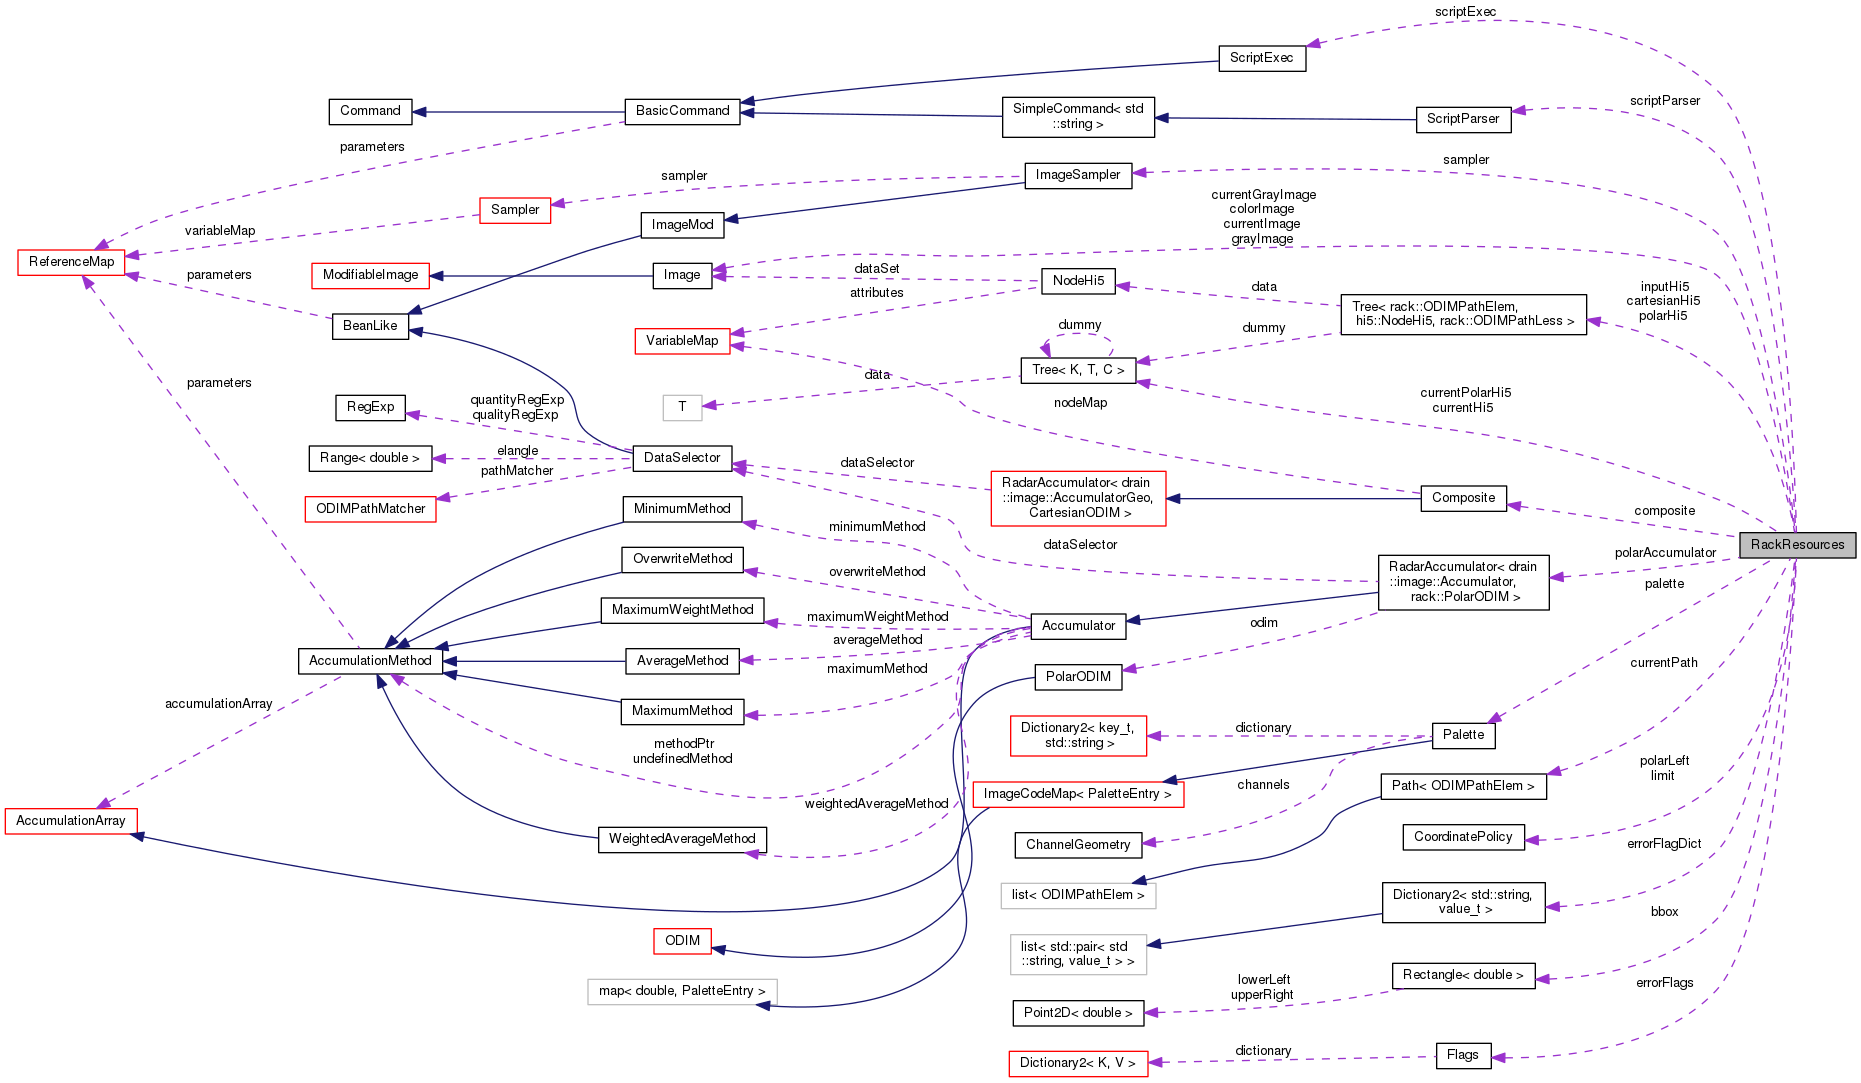 scriptExec
ScriptExec
Command
BasicCommand
SimpleCommand< std
::string >
ScriptParser
scriptParser
parameters
sampler
ImageSampler
sampler
Sampler
variableMap
ImageMod
currentGrayImage
colorImage
currentImage
grayImage
ReferenceMap
parameters
ModifiableImage
Image
dataSet
NodeHi5
attributes
data
Tree< rack::ODIMPathElem,
hi5::NodeHi5, rack::ODIMPathLess >
inputHi5
cartesianHi5
polarHi5
BeanLike
VariableMap
dummy
dummy
Tree< K, T, C >
data
T
parameters
nodeMap
currentPolarHi5
currentHi5
RegExp
quantityRegExp
qualityRegExp
Range< double >
elangle
DataSelector
pathMatcher
dataSelector
ODIMPathMatcher
RadarAccumulator< drain
::image::AccumulatorGeo,
CartesianODIM >
Composite
composite
RackResources
MinimumMethod
minimumMethod
dataSelector
OverwriteMethod
overwriteMethod
RadarAccumulator< drain
::image::Accumulator,
rack::PolarODIM >
polarAccumulator
palette
MaximumWeightMethod
maximumWeightMethod
Accumulator
odim
AccumulationMethod
AverageMethod
averageMethod
maximumMethod
PolarODIM
currentPath
accumulationArray
MaximumMethod
methodPtr
undefinedMethod
Dictionary2< key_t,
std::string >
dictionary
Palette
polarLeft
limit
ImageCodeMap< PaletteEntry >
channels
Path< ODIMPathElem >
AccumulationArray
weightedAverageMethod
WeightedAverageMethod
ChannelGeometry
CoordinatePolicy
errorFlagDict
list< ODIMPathElem >
Dictionary2< std::string,
value_t >
bbox
ODIM
list< std::pair< std
::string, value_t > >
map< double, PaletteEntry >
lowerLeft
upperRight
Rectangle< double >
errorFlags
Point2D< double >
Dictionary2< K, V >
dictionary
Flags